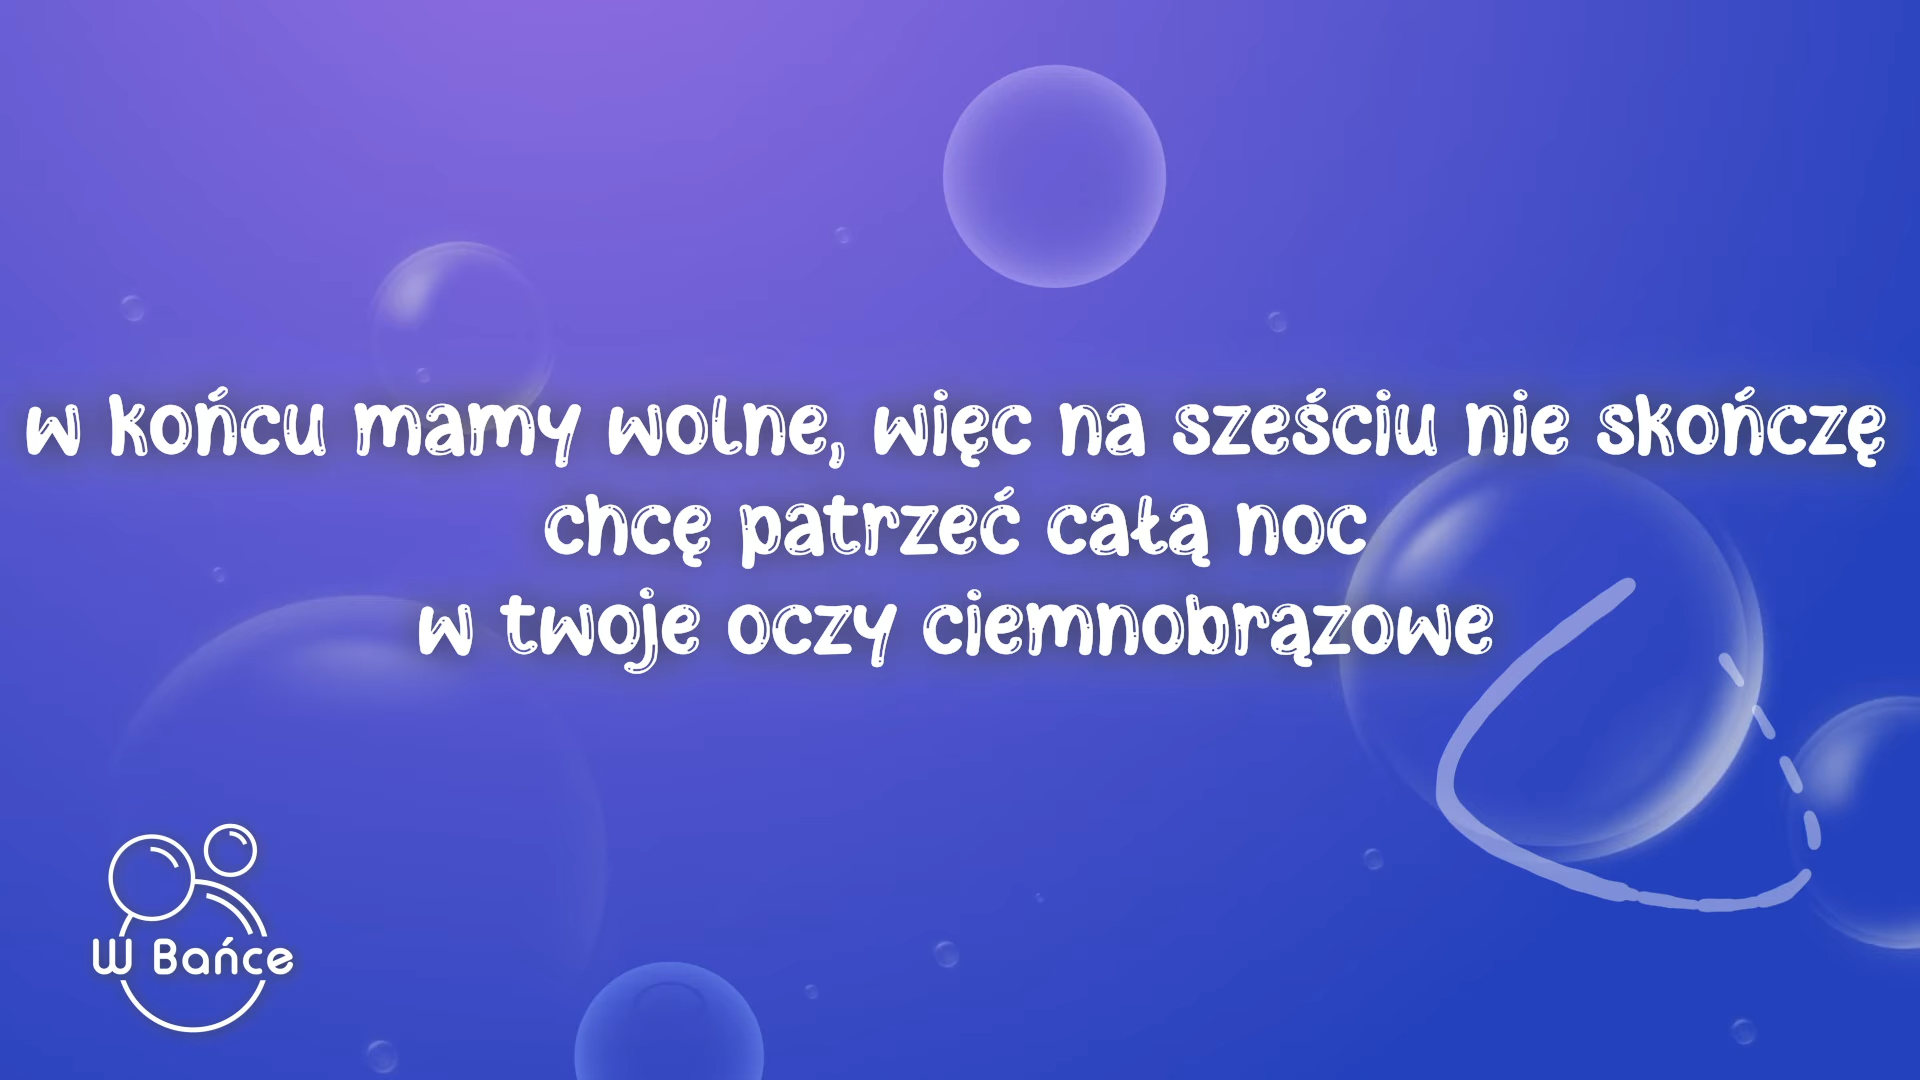 w końcu mamy wolne, więc na sześciu nie skończę
chcę patrzeć całą noc
w twoje oczy ciemnobrązowe
W Bańce